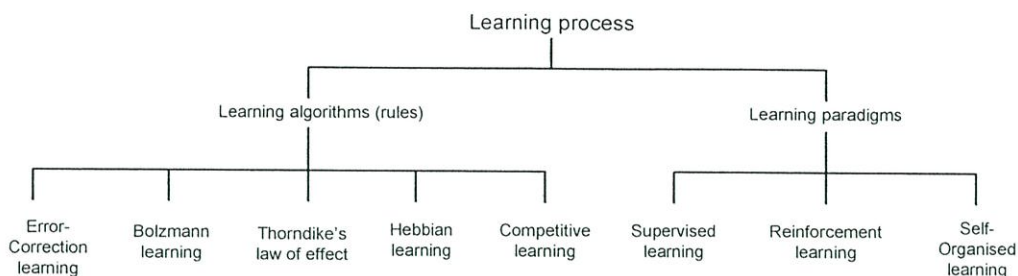 Learning process
Learning algorithms (rules)
Learning paradigms
Error-
Correction
learning
Bolzmann
learning
Thorndike's
law of effect
Hebbian
learning
Competitive
learning
Supervised
learning
Reinforcement
learning
Self-
Organised
learning